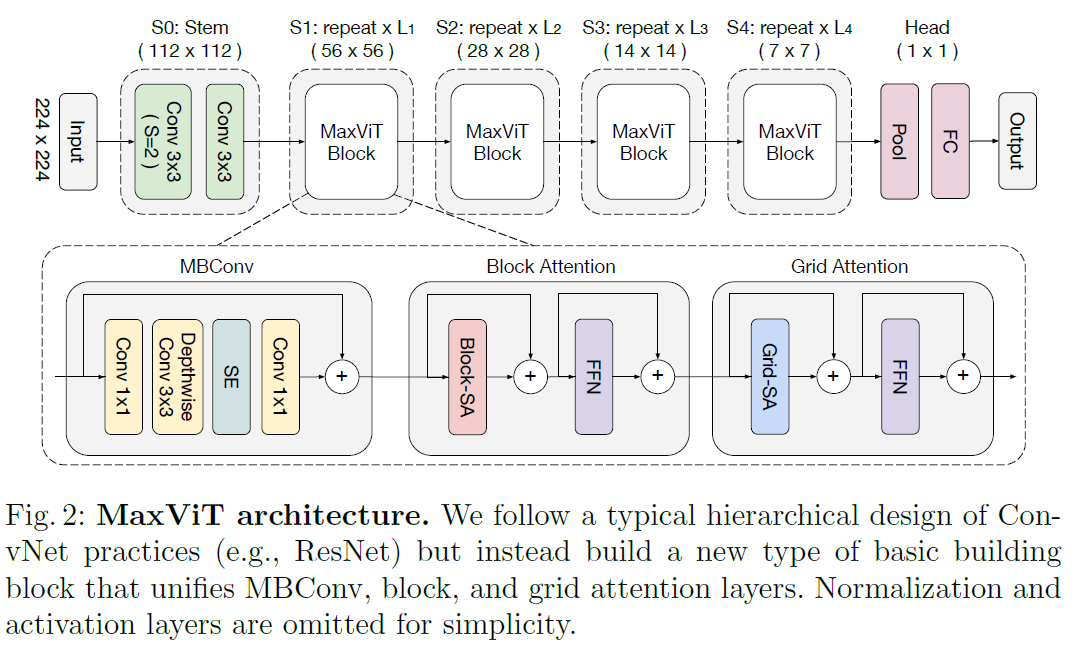 S0: Stem
( 112 x 112 )
S1: repeat x L1
( 56 x 56 )
S2: repeat x L2
( 28 x 28 )
S3: repeat x L3
( 14 x 14 )
S4: repeat x L4
( 7 x 7 )
Head
( 1 x 1 )
224 x 224
Input
Conv 3x3
( S=2 )
Conv 3x3
MaxViT
Block
MaxViT
Block
MaxViT
Block
MaxViT
Block
Pool
FC
Output
MBConv
Block Attention
Grid Attention
Conv 1x1
Depthwise
Conv 3x3
SE
Conv 1x1
+
Block-SA
+
FFN
+
Grid-SA
+
FFN
+
Fig. 2: MaxViT architecture. We follow a typical hierarchical design of Con-
vNet practices (e.g., ResNet) but instead build a new type of basic building
block that unifies MBConv, block, and grid attention layers. Normalization and
activation layers are omitted for simplicity.